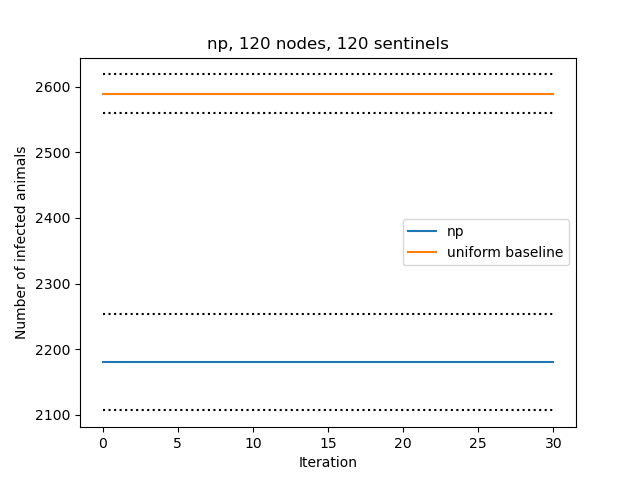 np, 120 nodes, 120 sentinels
2600
2500
2400
2300
2200
2100
Number of infected animals
np
uniform baseline
0 5 10 15 20 25 30
Iteration